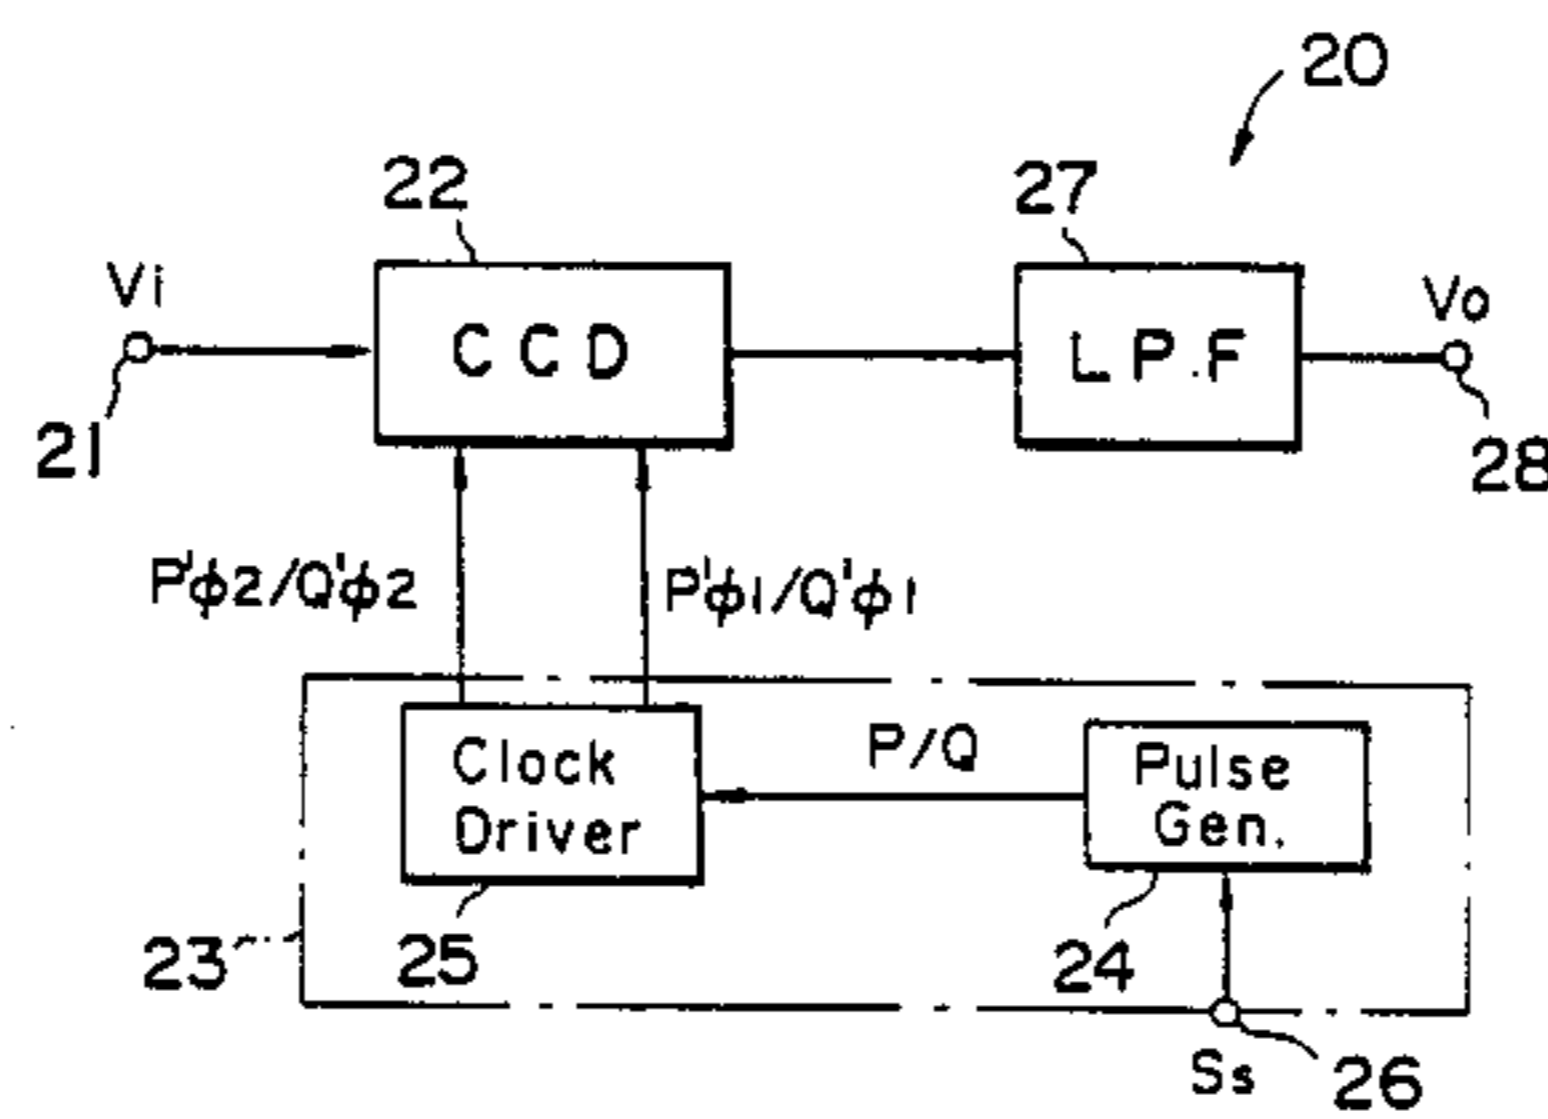 20
22
27
Vi
CCD
L.P.F
Vo
21
28
P'φ2/Q'φ2
P'φ1/Q'φ1
Clock
Driver
P/Q
Pulse
Gen.
23
25
24
Ss
26